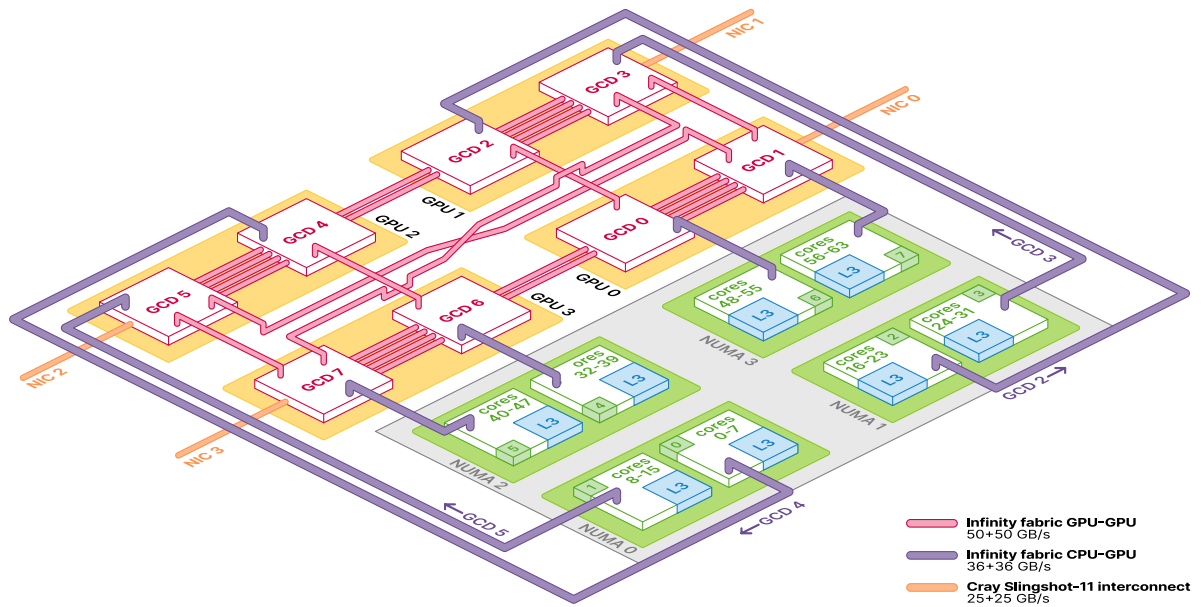 NIC 1
NIC 0
GCD 3
GCD 2
GCD 1
GPU 1
GCD 4
GPU 2
GCD 0
GPU 0
GCD 5
GCD 6
GPU 3
GCD 7
NIC 2
NIC 3
cores
56-63
L3
7
cores
48-55
L3
6
NUMA 3
GCD 3
3
cores
24-31
L3
2
cores
16-23
L3
NUMA 1
GCD 2
ores
32-39
L3
4
cores
40-47
L3
5
NUMA 2
0
cores
0-7
L3
1
cores
8-15
L3
NUMA 0
GCD 5
GCD 4
Infinity fabric GPU-GPU
50+50 GB/s
Infinity fabric CPU-GPU
36+36 GB/s
Cray Slingshot-11 interconnect
25+25 GB/s